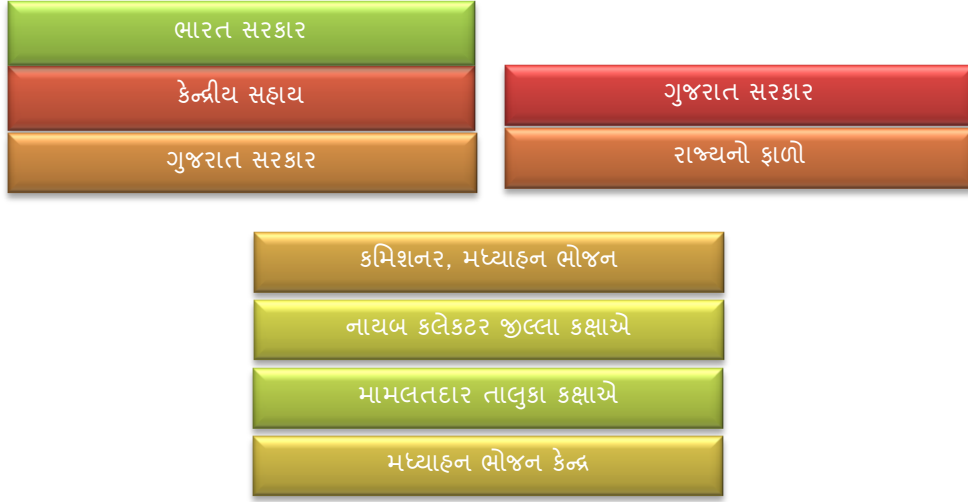 ભારત સરકાર
કેન્દ્રીય સહાય
ગુજરાત સરકાર
ગુજરાત સરકાર
રાજ્યનો ફાળો
કમિશનર, મધ્યાહન ભોજન
નાયબ કલેકટર જીલ્લા કક્ષાએ
મામલતદાર તાલુકા કક્ષાએ
મધ્યાહન ભોજન કેન્દ્ર